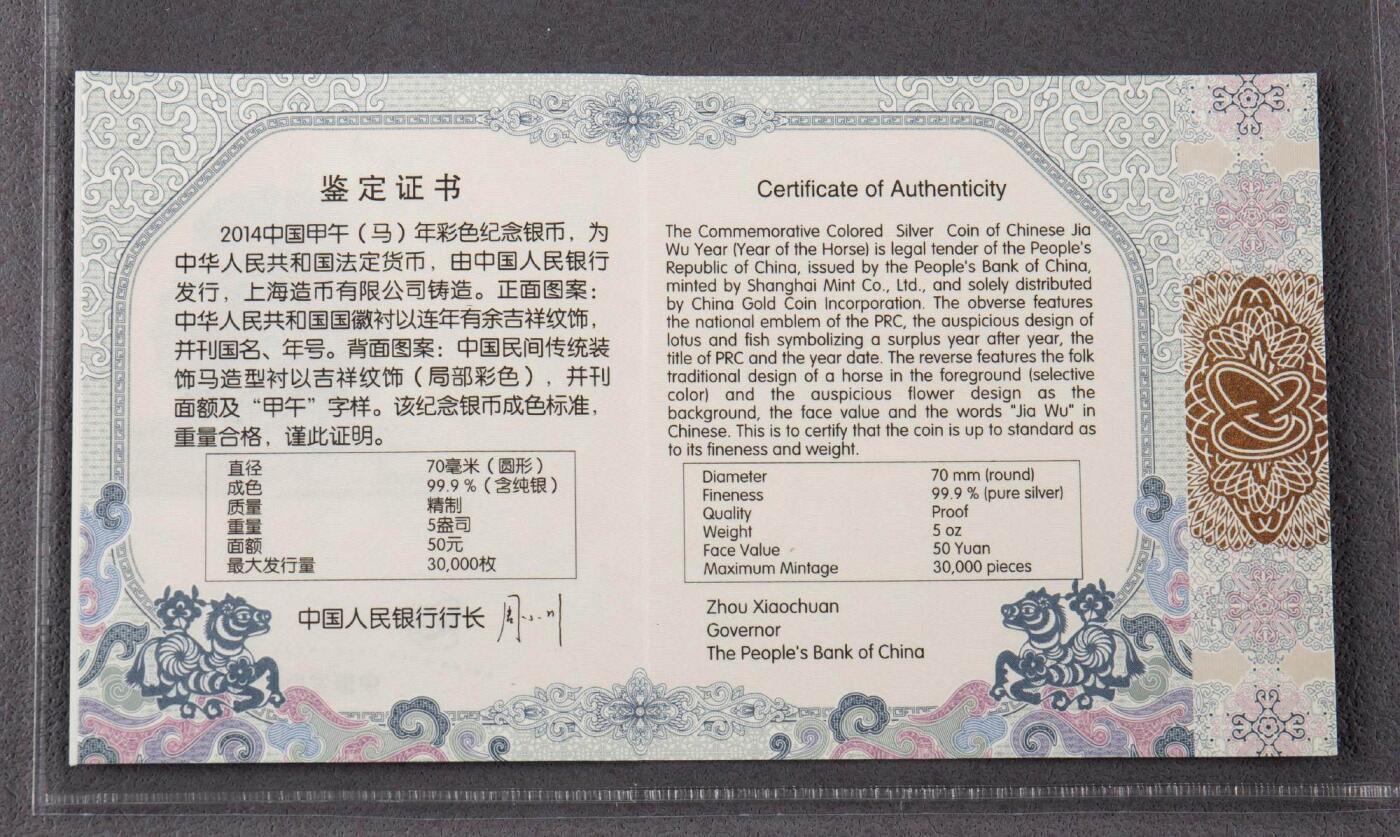 鉴定证书
2014中国甲午（马）年彩色纪念银币，为
中华人民共和国法定货币，由中国人民银行
发行，上海造币有限公司铸造。正面图案：
中华人民共和国国徽衬以连年有余吉祥纹饰，
并刊国名、年号。背面图案：中国民间传统装
饰马造型衬以吉祥纹饰（局部彩色），并刊
面额及“甲午”字样。该纪念银币成色标准，
重量合格，谨此证明。
直径 70毫米（圆形）
成色 99.9%（含纯银）
质量 精制
重量 5盎司
面额 50元
最大发行量 30,000枚
中国人民银行行长 周小川
Certificate of Authenticity
The Commemorative Colored Silver Coin of Chinese Jia
Wu Year (Year of the Horse) is legal tender of the People's
Republic of China, issued by the People's Bank of China,
minted by Shanghai Mint Co., Ltd., and solely distributed
by China Gold Coin Incorporation. The obverse features
the national emblem of the PRC, the auspicious design of
lotus and fish symbolizing a surplus year after year, the
title of PRC and the year date. The reverse features the folk
traditional design of a horse in the foreground (selective
color) and the auspicious flower design as the
background, the face value and the words "Jia Wu" in
Chinese. This is to certify that the coin is up to standard as
to its fineness and weight.
Diameter 70 mm (round)
Fineness 99.9 % (pure silver)
Quality Proof
Weight 5 oz
Face Value 50 Yuan
Maximum Mintage 30,000 pieces
Zhou Xiaochuan
Governor
The People's Bank of China